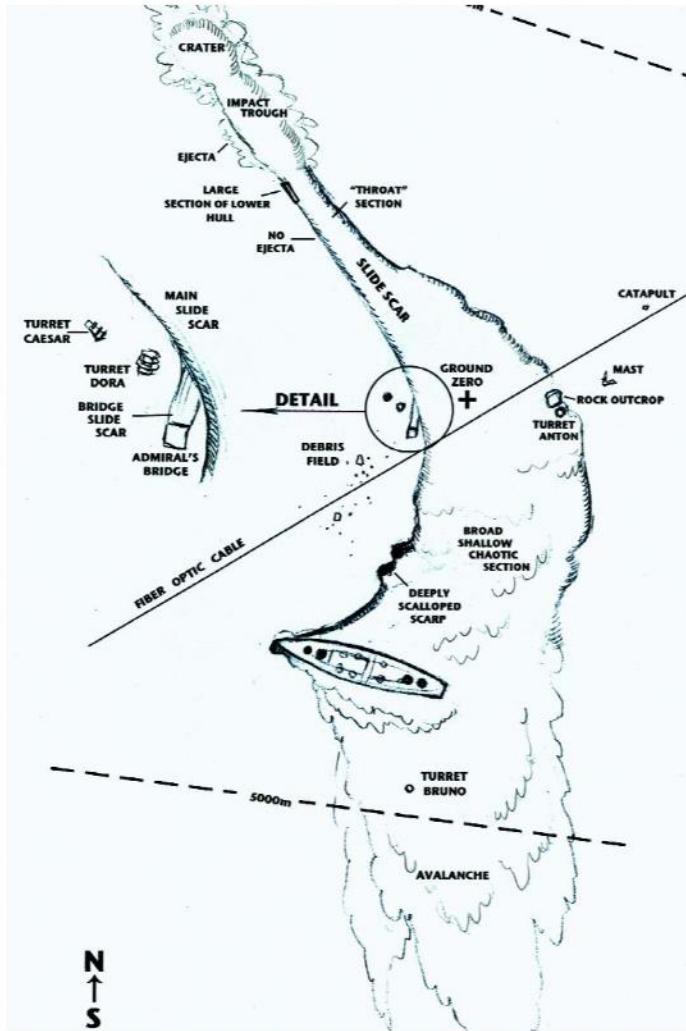 CRATER
IMPACT
TROUGH
EJECTA
LARGE
SECTION OF LOWER
HULL
"THROAT"
SECTION
NO
EJECTA
SLIDE SCAR
MAIN
SLIDE
SCAR
TURRET
CAESAR
TURRET
DORA
BRIDGE
SLIDE
SCAR
ADMIRAL'S
BRIDGE
DETAIL
GROUND
ZERO
+
CATAPULT
MAST
ROCK OUTCROP
TURRET
ANTON
DEBRIS
FIELD
FIBER OPTIC CABLE
BROAD
SHALLOW
CHAOTIC
SECTION
DEEPLY
SCALLOPED
SCARP
TURRET
BRUNO
5000m
AVALANCHE
N
S